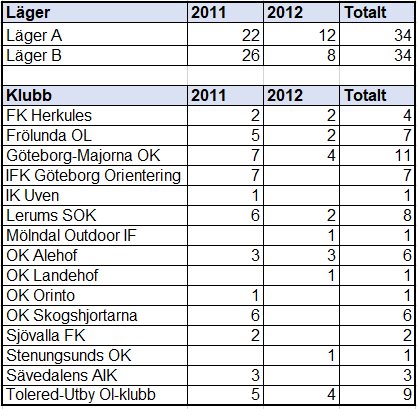 Läger 2011 2012 Totalt
Läger A 22 12 34
Läger B 26 8 34
Klubb 2011 2012 Totalt
FK Herkules 2 2 4
Frölunda OL 5 2 7
Göteborg-Majorna OK 7 4 11
IFK Göteborg Orientering 7 7
IK Uven 1 1
Lerums SOK 6 2 8
Mölndal Outdoor IF 1 1
OK Alehof 3 3 6
OK Landehof 1 1
OK Orinto 1 1
OK Skogshjortarna 6 6
Sjövalla FK 2 2
Stenungsunds OK 1 1
Sävedalens AIK 3 3
Tolered-Utby Ol-klubb 5 4 9